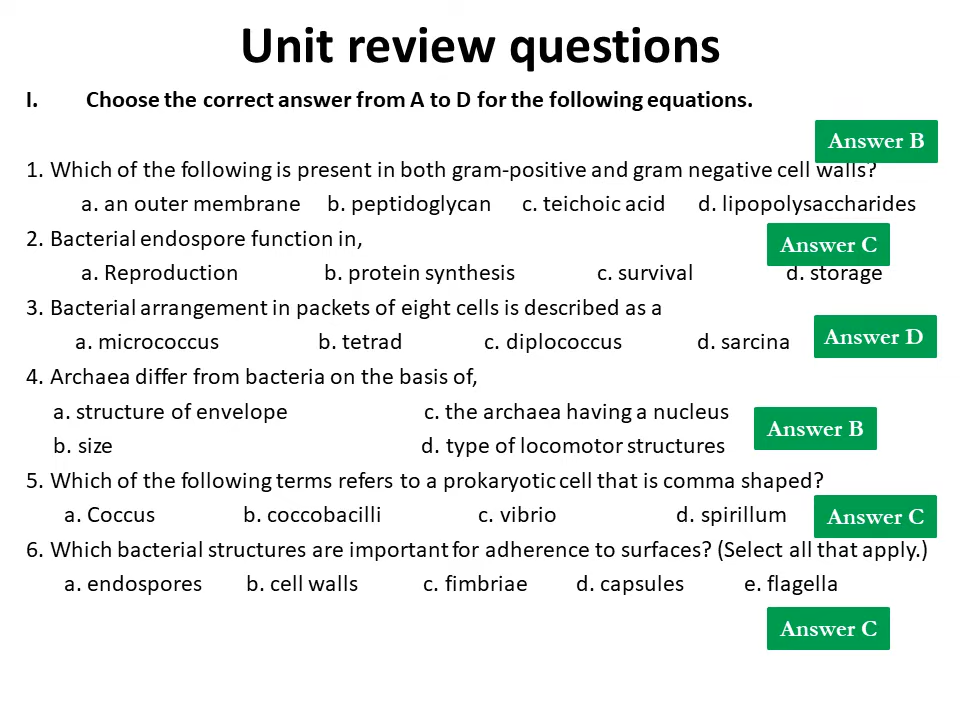 Unit review questions
I. Choose the correct answer from A to D for the following equations.
Answer B
1. Which of the following is present in both gram-positive and gram negative cell walls?
a. an outer membrane b. peptidoglycan c. teichoic acid d. lipopolysaccharides
2. Bacterial endospore function in,
Answer C
a. Reproduction b. protein synthesis c. survival d. storage
3. Bacterial arrangement in packets of eight cells is described as a
a. micrococcus b. tetrad c. diplococcus d. sarcina Answer D
4. Archaea differ from bacteria on the basis of,
a. structure of envelope c. the archaea having a nucleus
Answer B
b. size d. type of locomotor structures
5. Which of the following terms refers to a prokaryotic cell that is comma shaped?
a. Coccus b. coccobacilli c. vibrio d. spirillum Answer C
6. Which bacterial structures are important for adherence to surfaces? (Select all that apply.)
a. endospores b. cell walls c. fimbriae d. capsules e. flagella
Answer C